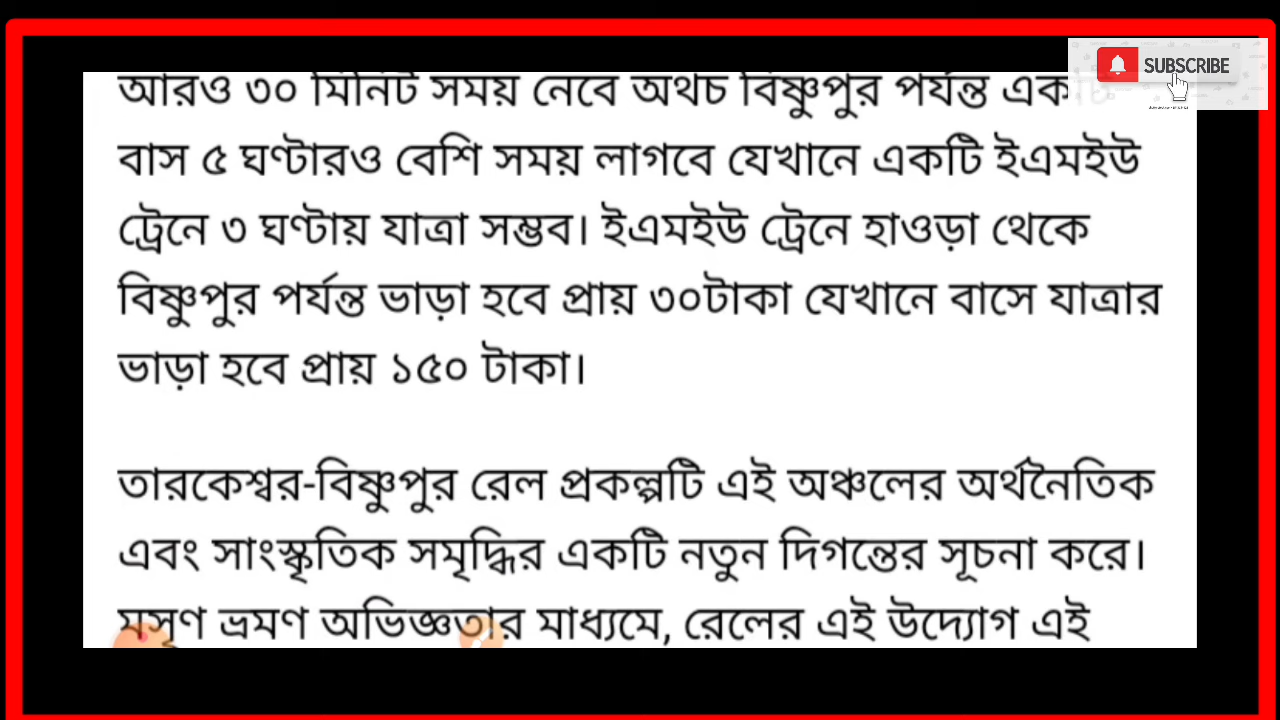 আরও ৩০ মিনিট সময় নেবে অথচ বিষ্ণুপুর পর্যন্ত
SUBSCRIBE
বাস ৫ ঘণ্টারও বেশি সময় লাগবে যেখানে একটি ইএমইউ
ট্রেনে ৩ ঘণ্টায় যাত্রা সম্ভব। ইএমইউ ট্রেনে হাওড়া থেকে
বিষ্ণুপুর পর্যন্ত ভাড়া হবে প্রায় ৩০টাকা যেখানে বাসে যাত্রার
ভাড়া হবে প্রায় ১৫০ টাকা।
তারকেশ্বর-বিষ্ণুপুর রেল প্রকল্পটি এই অঞ্চলের অর্থনৈতিক
এবং সাংস্কৃতিক সমৃদ্ধির একটি নতুন দিগন্তের সূচনা করে।
মসৃণ ভ্রমণ অভিজ্ঞতার মাধ্যমে, রেলের এই উদ্যোগ এই